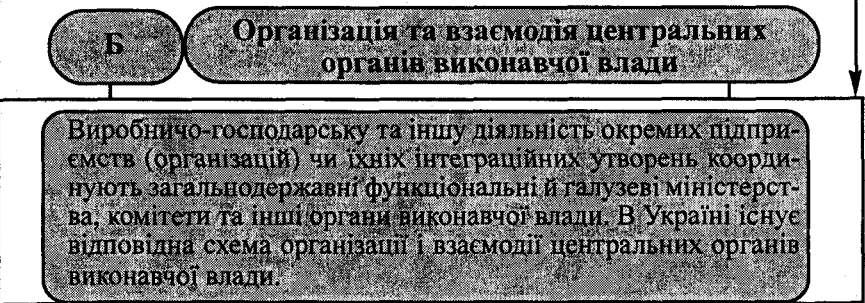 Б
Організація та взаємодія центральних
органів виконавчої влади
Виробничо-господарську та іншу діяльність окремих підпри-
ємств (організацій) чи їхніх інтеграційних утворень коорди-
нують загальнодержавні функціональні й галузеві міністерст-
ва, комітети та інші органи виконавчої влади. В Україні існує
відповідна схема організації і взаємодії центральних органів
виконавчої влади.